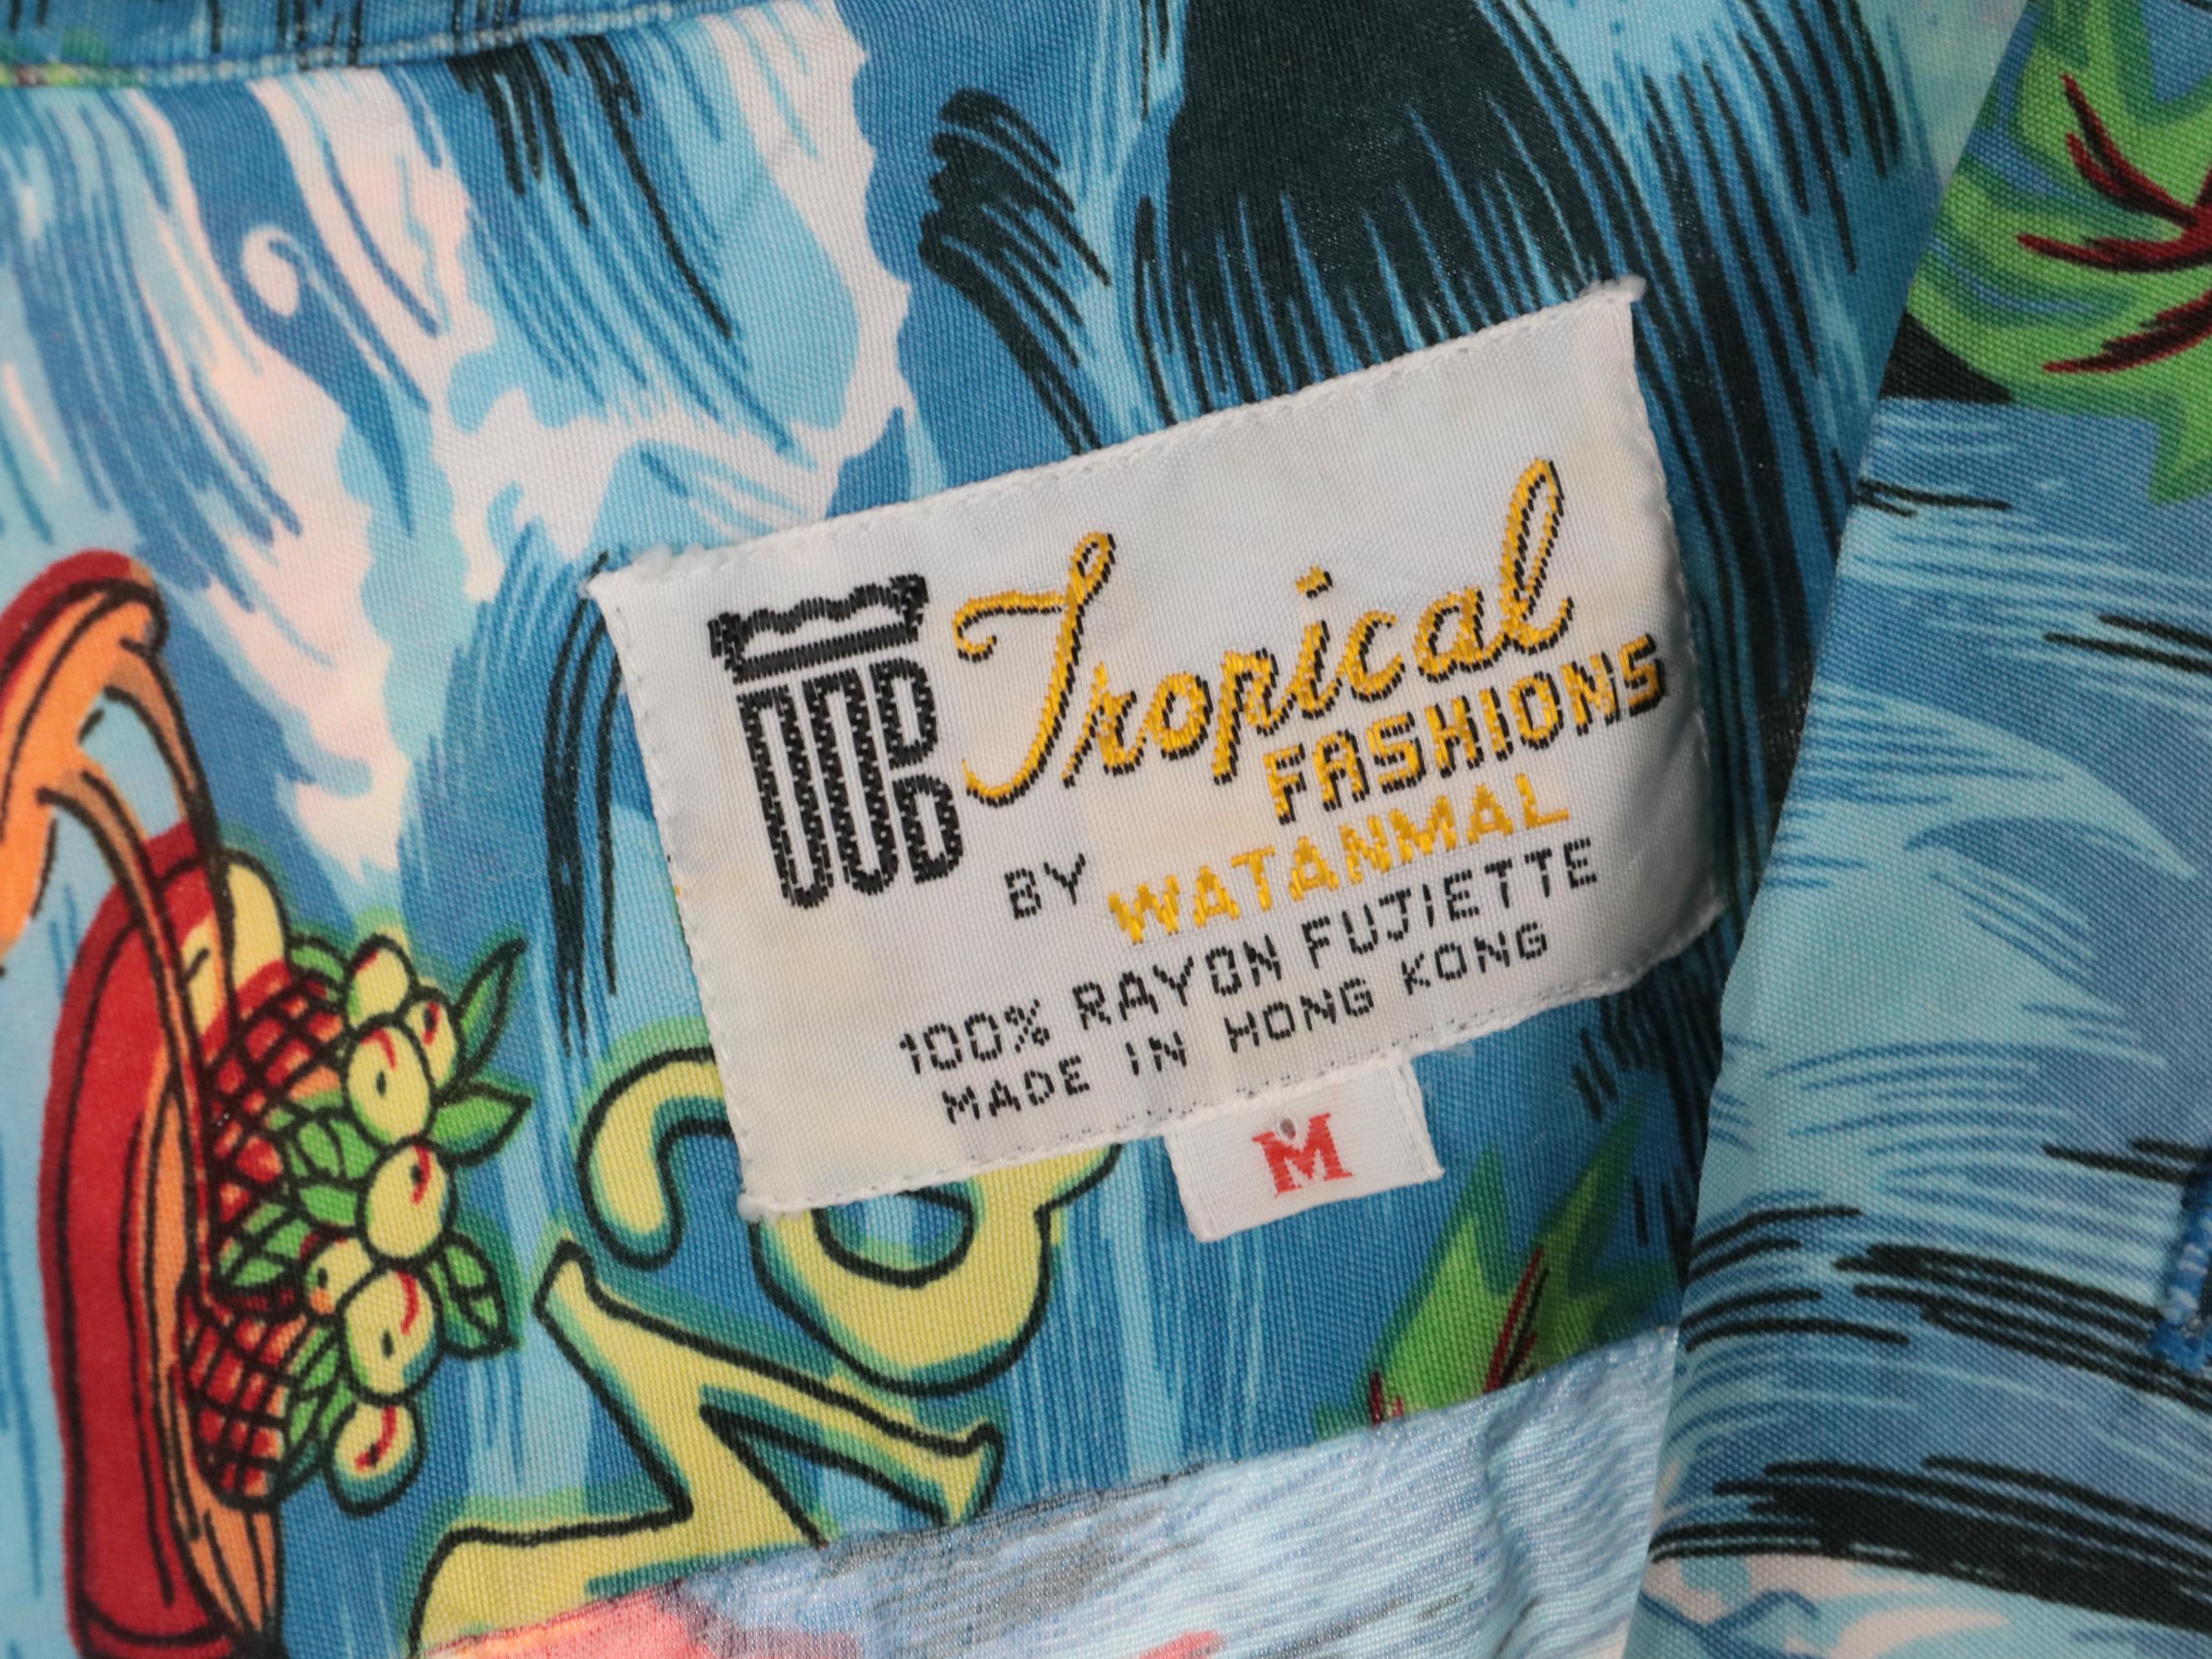 Tropical
FASHIONS
BY WATANMAL
100% RAYON FUJIETTE
MADE IN HONG KONG
M